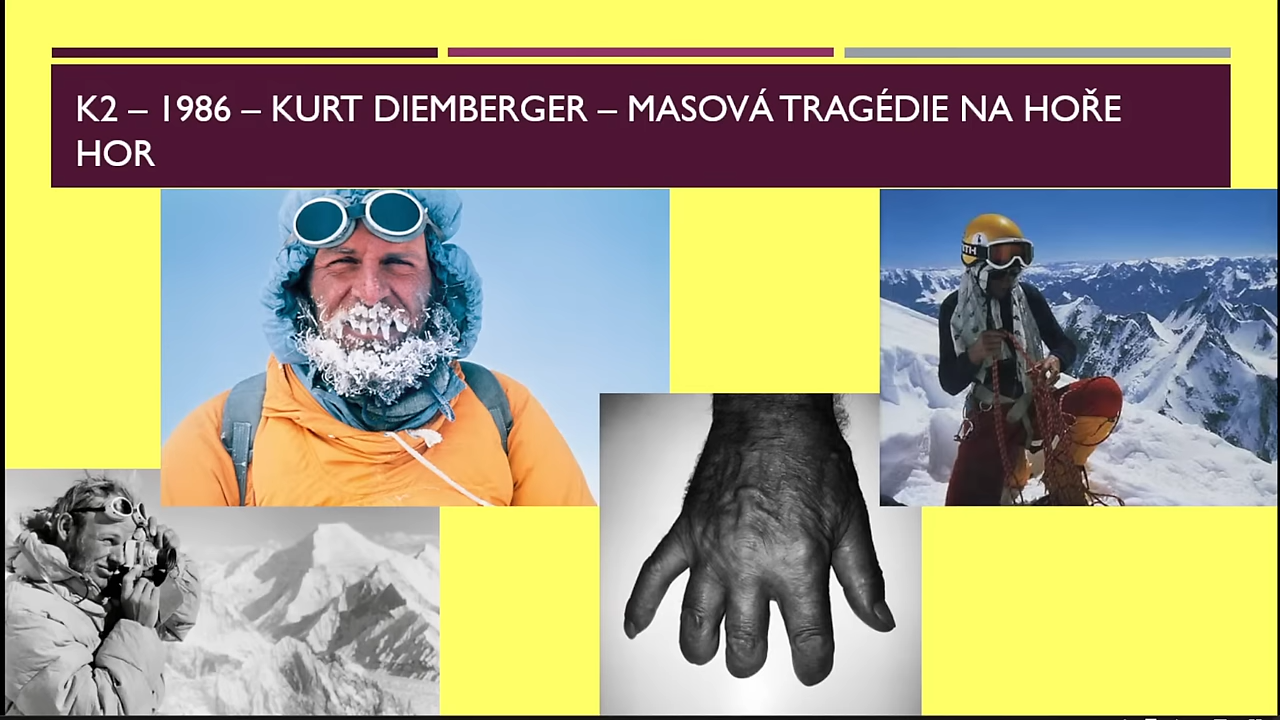 K2 – 1986 – KURT DIEMBERGER – MASOVÁ TRAGÉDIE NA HOŘE
HOR